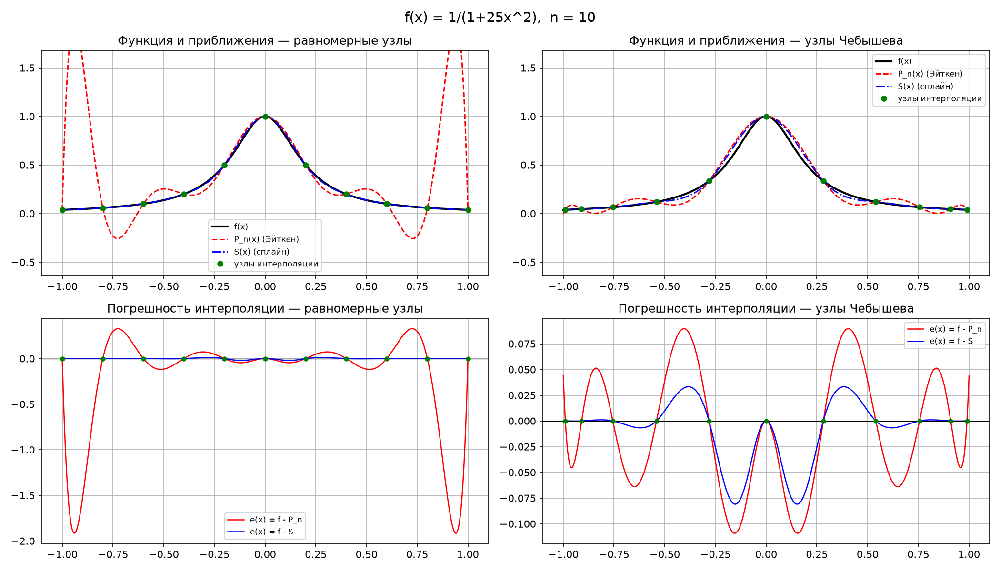 f(x) = 1/(1+25x^2),  n = 10
Функция и приближения — равномерные узлы
1.5
1.0
0.5
0.0
−0.5
f(x)
P_n(x) (Эйткен)
S(x) (сплайн)
узлы интерполяции
−1.00 −0.75 −0.50 −0.25 0.00 0.25 0.50 0.75 1.00
Функция и приближения — узлы Чебышева
1.5
1.0
0.5
0.0
−0.5
f(x)
P_n(x) (Эйткен)
S(x) (сплайн)
узлы интерполяции
−1.00 −0.75 −0.50 −0.25 0.00 0.25 0.50 0.75 1.00
Погрешность интерполяции — равномерные узлы
0.0
−0.5
−1.0
−1.5
−2.0
e(x) = f - P_n
e(x) = f - S
−1.00 −0.75 −0.50 −0.25 0.00 0.25 0.50 0.75 1.00
Погрешность интерполяции — узлы Чебышева
0.075
0.050
0.025
0.000
−0.025
−0.050
−0.075
−0.100
e(x) = f - P_n
e(x) = f - S
−1.00 −0.75 −0.50 −0.25 0.00 0.25 0.50 0.75 1.00